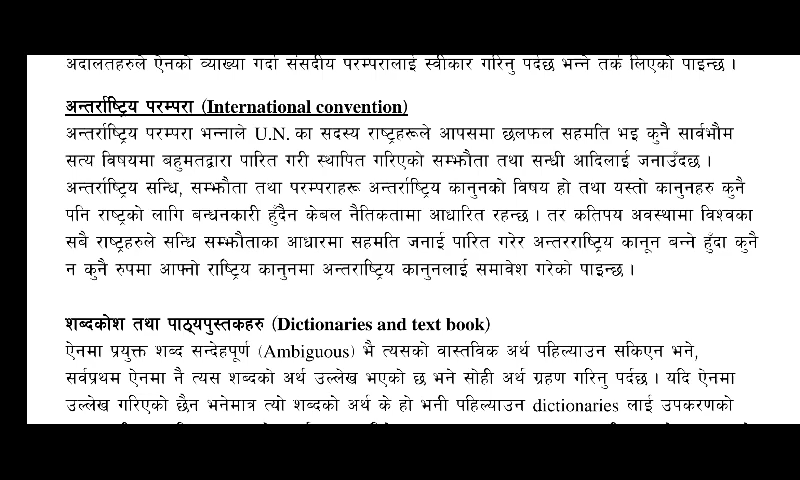 अदालतहरुले ऐनको व्याख्या गर्दा संसदीय परम्परालाई स्वीकार गरिनु पर्दछ भन्ने तर्क लिएको पाइन्छ ।
अन्तर्राष्ट्रिय परम्परा (International convention)
अन्तर्राष्ट्रिय परम्परा भन्नाले U.N. का सदस्य राष्ट्रहरूले आपसमा छलफल सहमति भइ कुनै सार्वभौम
सत्य विषयमा बहुमतद्वारा पारित गरी स्थापित गरिएको सम्झौता तथा सन्धी आदिलाई जनाउँदछ ।
अन्तर्राष्ट्रिय सन्धि, सम्झौता तथा परम्पराहरू अन्तर्राष्ट्रिय कानुनको विषय हो तथा यस्तो कानुनहरु कुनै
पनि राष्ट्रको लागि बन्धनकारी हुँदैन केबल नैतिकतामा आधारित रहन्छ । तर कतिपय अवस्थामा विश्वका
सबै राष्ट्रहरुले सन्धि सम्झौताका आधारमा सहमति जनाई पारित गरेर अन्तरराष्ट्रिय कानून बन्ने हुँदा कुनै
न कुनै रुपमा आफ्नो राष्ट्रिय कानुनमा अन्तराष्ट्रिय कानुनलाई समावेश गरेको पाइन्छ ।
शब्दकोश तथा पाठ्यपुस्तकहरु (Dictionaries and text book)
ऐनमा प्रयुक्त शब्द सन्देहपूर्ण (Ambiguous) भै त्यसको वास्तविक अर्थ पहिल्याउन सकिएन भने,
सर्वप्रथम ऐनमा नै त्यस शब्दको अर्थ उल्लेख भएको छ भने सोही अर्थ ग्रहण गरिनु पर्दछ । यदि ऐनमा
उल्लेख गरिएको छैन भनेमात्र त्यो शब्दको अर्थ के हो भनी पहिल्याउन dictionaries लाई उपकरणको